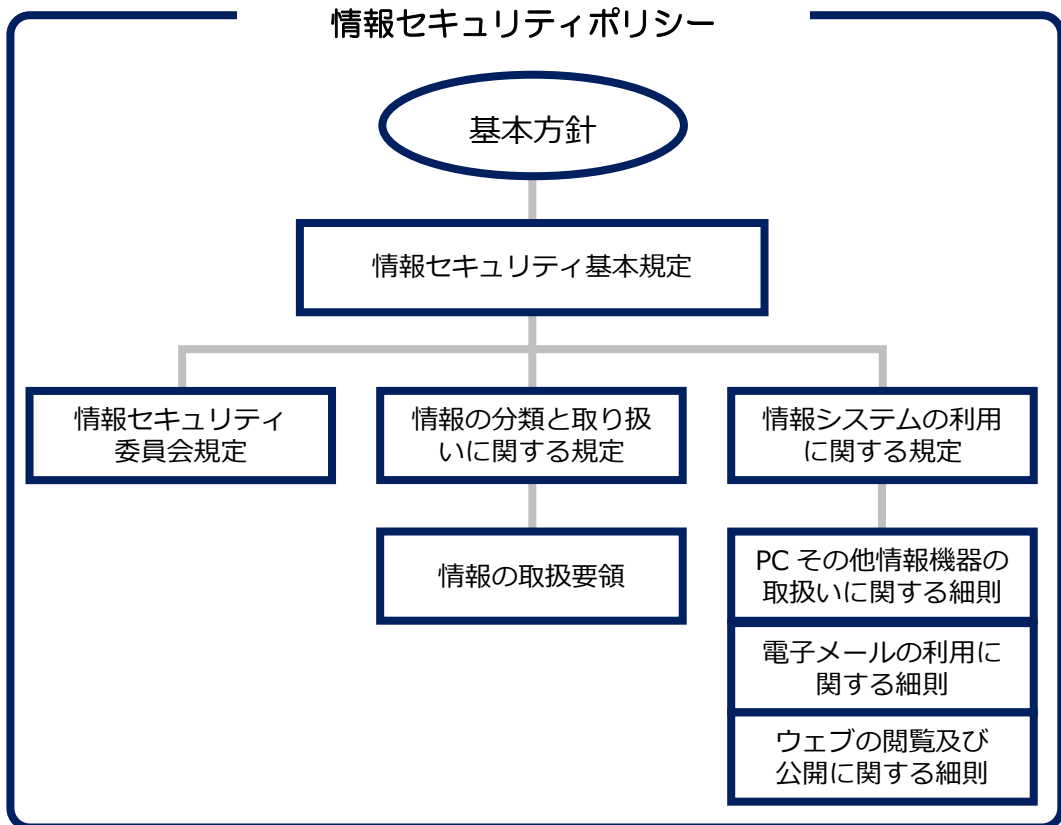 情報セキュリティポリシー
基本方針
情報セキュリティ基本規定
情報セキュリティ
委員会規定
情報の分類と取り扱
いに関する規定
情報システムの利用
に関する規定
情報の取扱要領
PC その他情報機器の
取扱いに関する細則
電子メールの利用に
関する細則
ウェブの閲覧及び
公開に関する細則